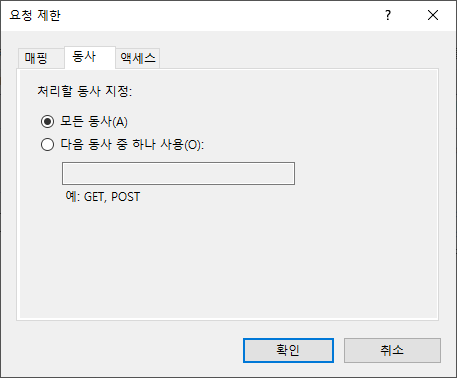 요청 제한
매핑 동사 액세스
처리할 동사 지정:
모든 동사(A)
다음 동사 중 하나 사용(O):
예: GET, POST
확인 취소